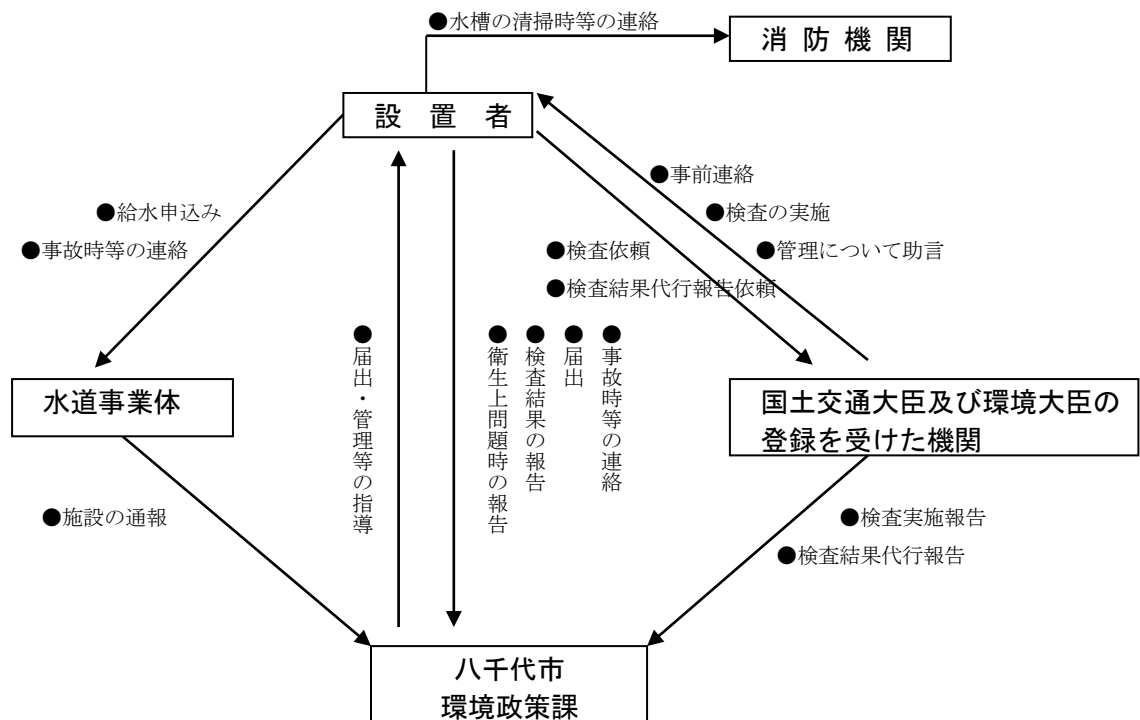 ●水槽の清掃時等の連絡
消防機関
設置者
●事前連絡
●検査の実施
●管理について助言
●給水申込み
●事故時等の連絡
●検査依頼
●検査結果代行報告依頼
●事故時等の連絡
●届出
●検査結果の報告
●衛生上問題時の報告
●届出・管理等の指導
水道事業体
国土交通大臣及び環境大臣の
登録を受けた機関
●施設の通報
●検査実施報告
●検査結果代行報告
八千代市
環境政策課